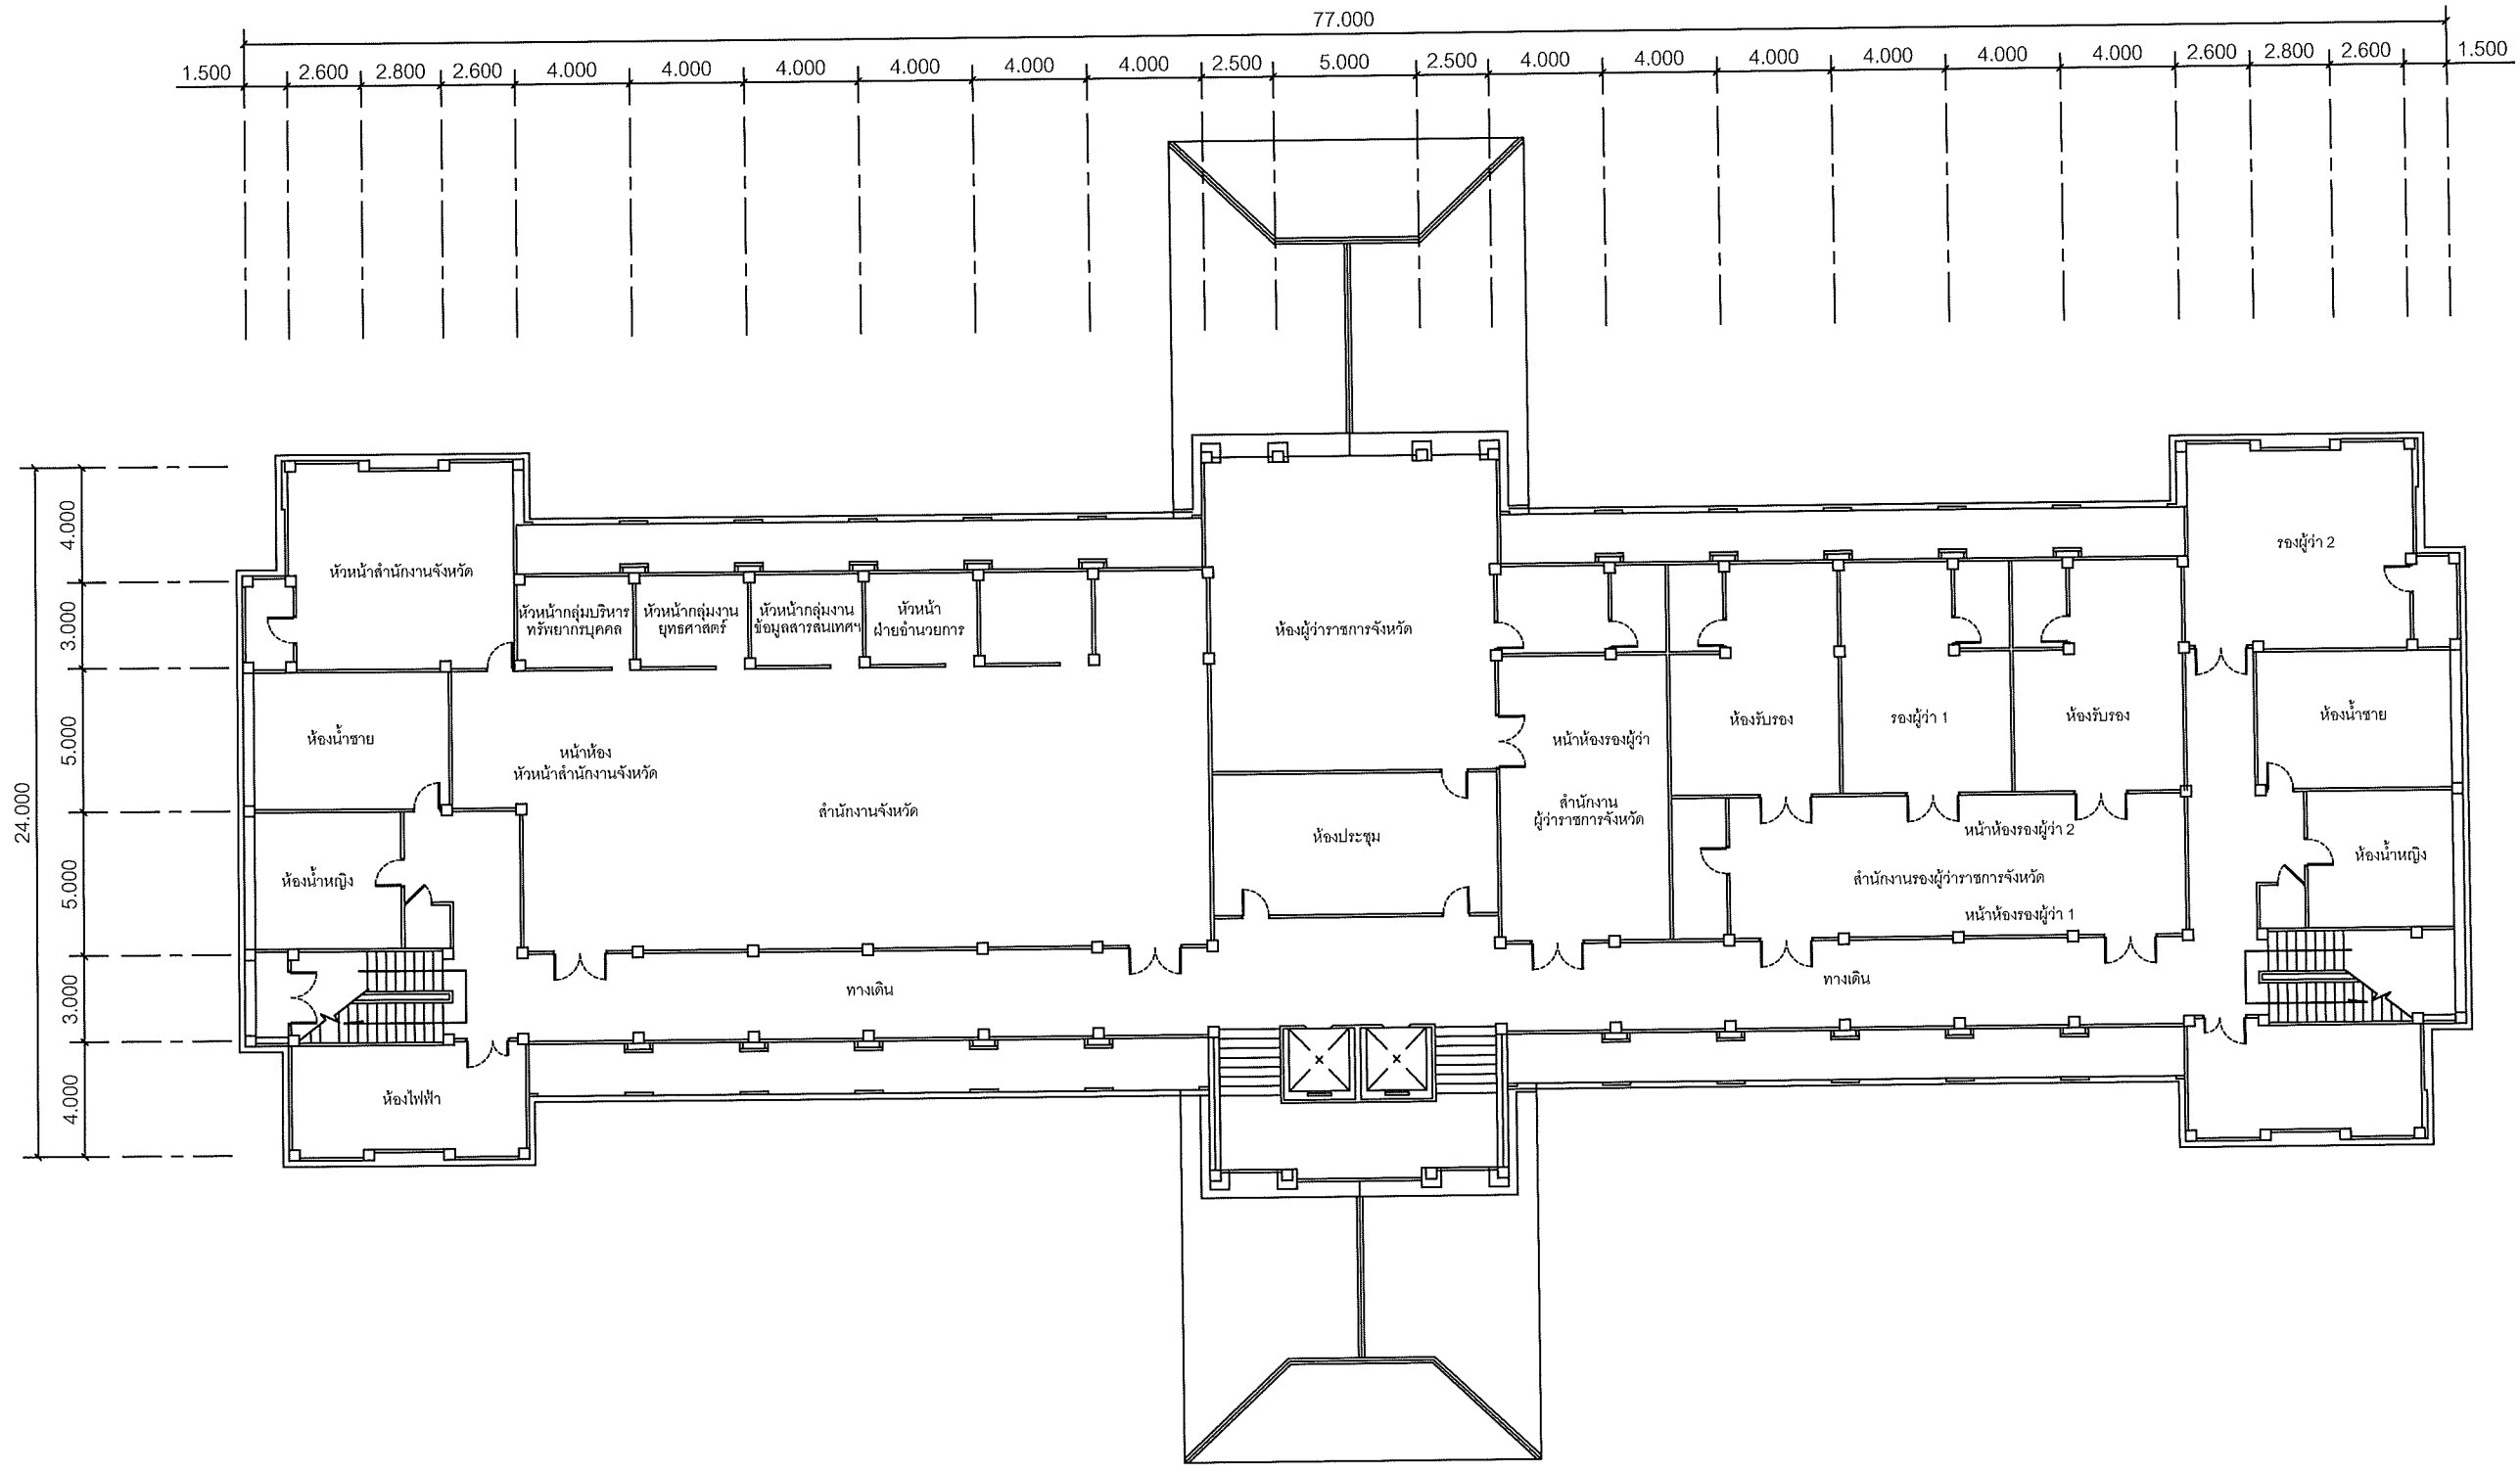 77.000
1.500 2.600 2.800 2.600 4.000 4.000 4.000 4.000 4.000 4.000 2.500 5.000 2.500 4.000 4.000 4.000 4.000 4.000 4.000 2.600 2.800 2.600 1.500
24.000
4.000
3.000
5.000
5.000
3.000
4.000
หัวหน้าสำนักงานจังหวัด
หัวหน้ากลุ่มบริหาร
ทรัพยากรบุคคล
หัวหน้ากลุ่มงาน
ยุทธศาสตร์
หัวหน้ากลุ่มงาน
ข้อมูลสารสนเทศฯ
หัวหน้า
ฝ่ายอำนวยการ
ห้องผู้ว่าราชการจังหวัด
รองผู้ว่า 2
ห้องน้ำชาย
หน้าห้อง
หัวหน้าสำนักงานจังหวัด
สำนักงานจังหวัด
ห้องประชุม
หน้าห้องรองผู้ว่า
สำนักงาน
ผู้ว่าราชการจังหวัด
ห้องรับรอง
รองผู้ว่า 1
ห้องรับรอง
ห้องน้ำชาย
หน้าห้องรองผู้ว่า 2
สำนักงานรองผู้ว่าราชการจังหวัด
หน้าห้องรองผู้ว่า 1
ห้องน้ำหญิง
ห้องน้ำหญิง
ทางเดิน
ทางเดิน
ห้องไฟฟ้า